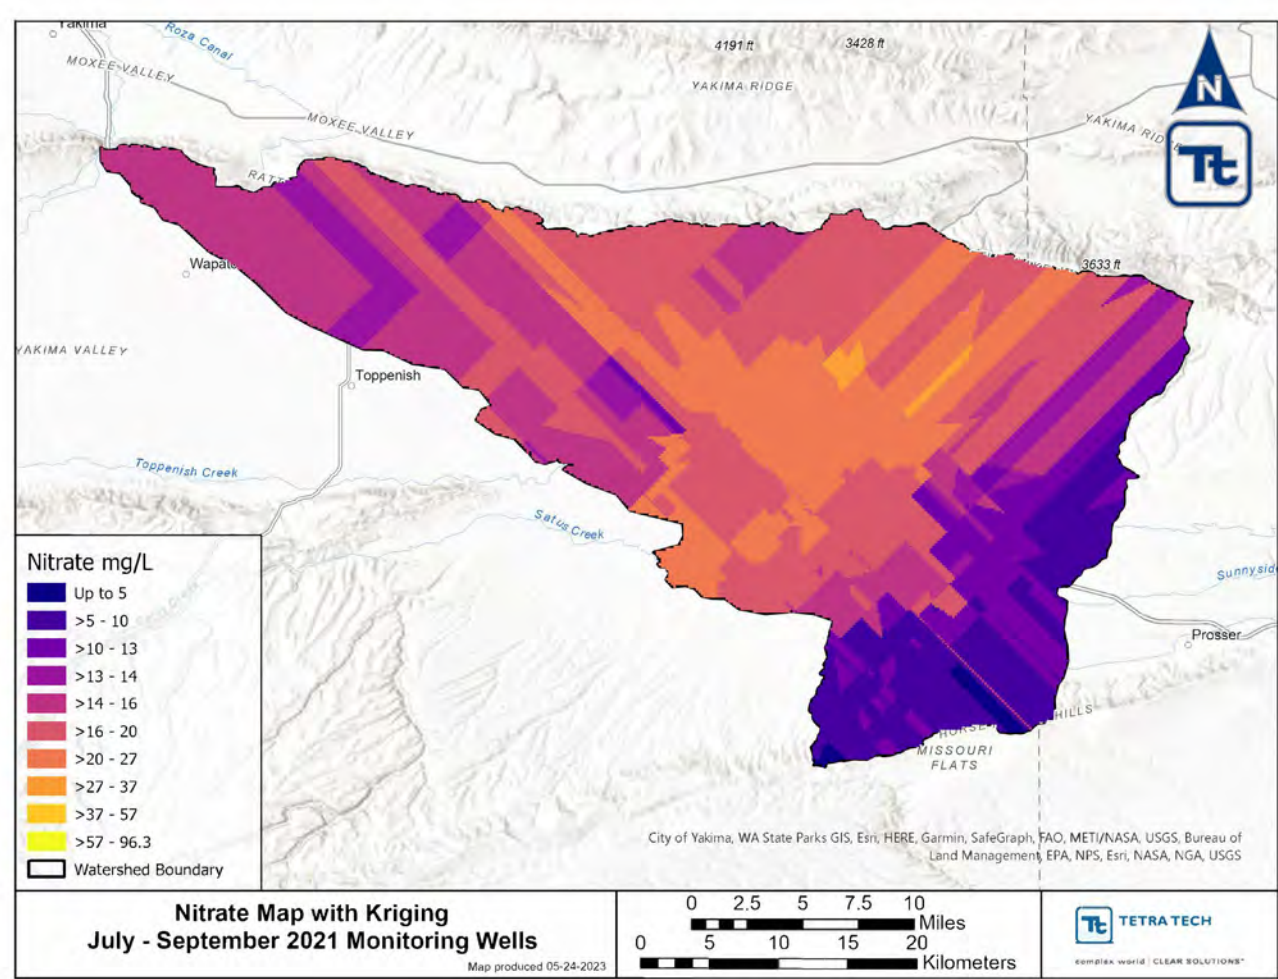 Yakima
Roza Canal
MOXEE VALLEY
4191 ft
3428 ft
YAKIMA RIDGE
MOXEE VALLEY
YAKIMA RIDGE
N
Tt
RATT
3633 ft
Wapato
YAKIMA VALLEY
Toppenish
Toppenish Creek
Satus Creek
Sunnyside
Prosser
HORSE HILLS
MISSOURI
FLATS
Nitrate mg/L
Up to 5
>5 - 10
>10 - 13
>13 - 14
>14 - 16
>16 - 20
>20 - 27
>27 - 37
>37 - 57
>57 - 96.3
Watershed Boundary
City of Yakima, WA State Parks GIS, Esri, HERE, Garmin, SafeGraph, FAO, METI/NASA, USGS, Bureau of
Land Management, EPA, NPS, Esri, NASA, NGA, USGS
Nitrate Map with Kriging
July - September 2021 Monitoring Wells
Map produced 05-24-2023
0 2.5 5 7.5 10
Miles
0 5 10 15 20
Kilometers
Tt TETRA TECH
complex world | CLEAR SOLUTIONS™